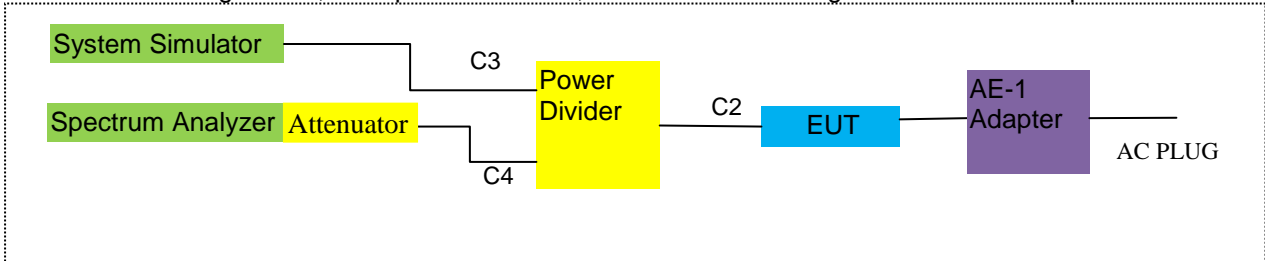 System Simulator
C3
Power
Divider
Spectrum Analyzer
Attenuator
C4
C2
EUT
AE-1
Adapter
AC PLUG